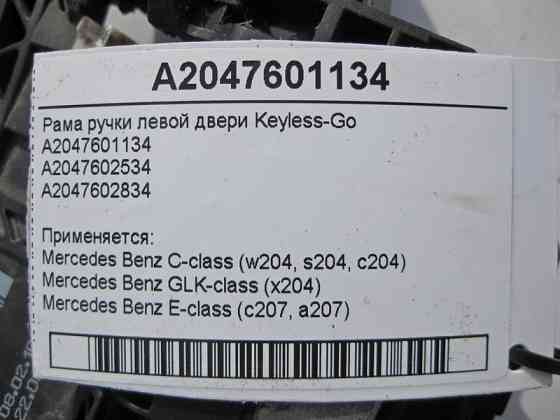 A2047601134
Рама ручки левой двери Keyless-Go
A2047601134
A2047602534
A2047602834
Применяется:
Mercedes Benz C-class (w204, s204, c204)
Mercedes Benz GLK-class (x204)
Mercedes Benz E-class (c207, a207)